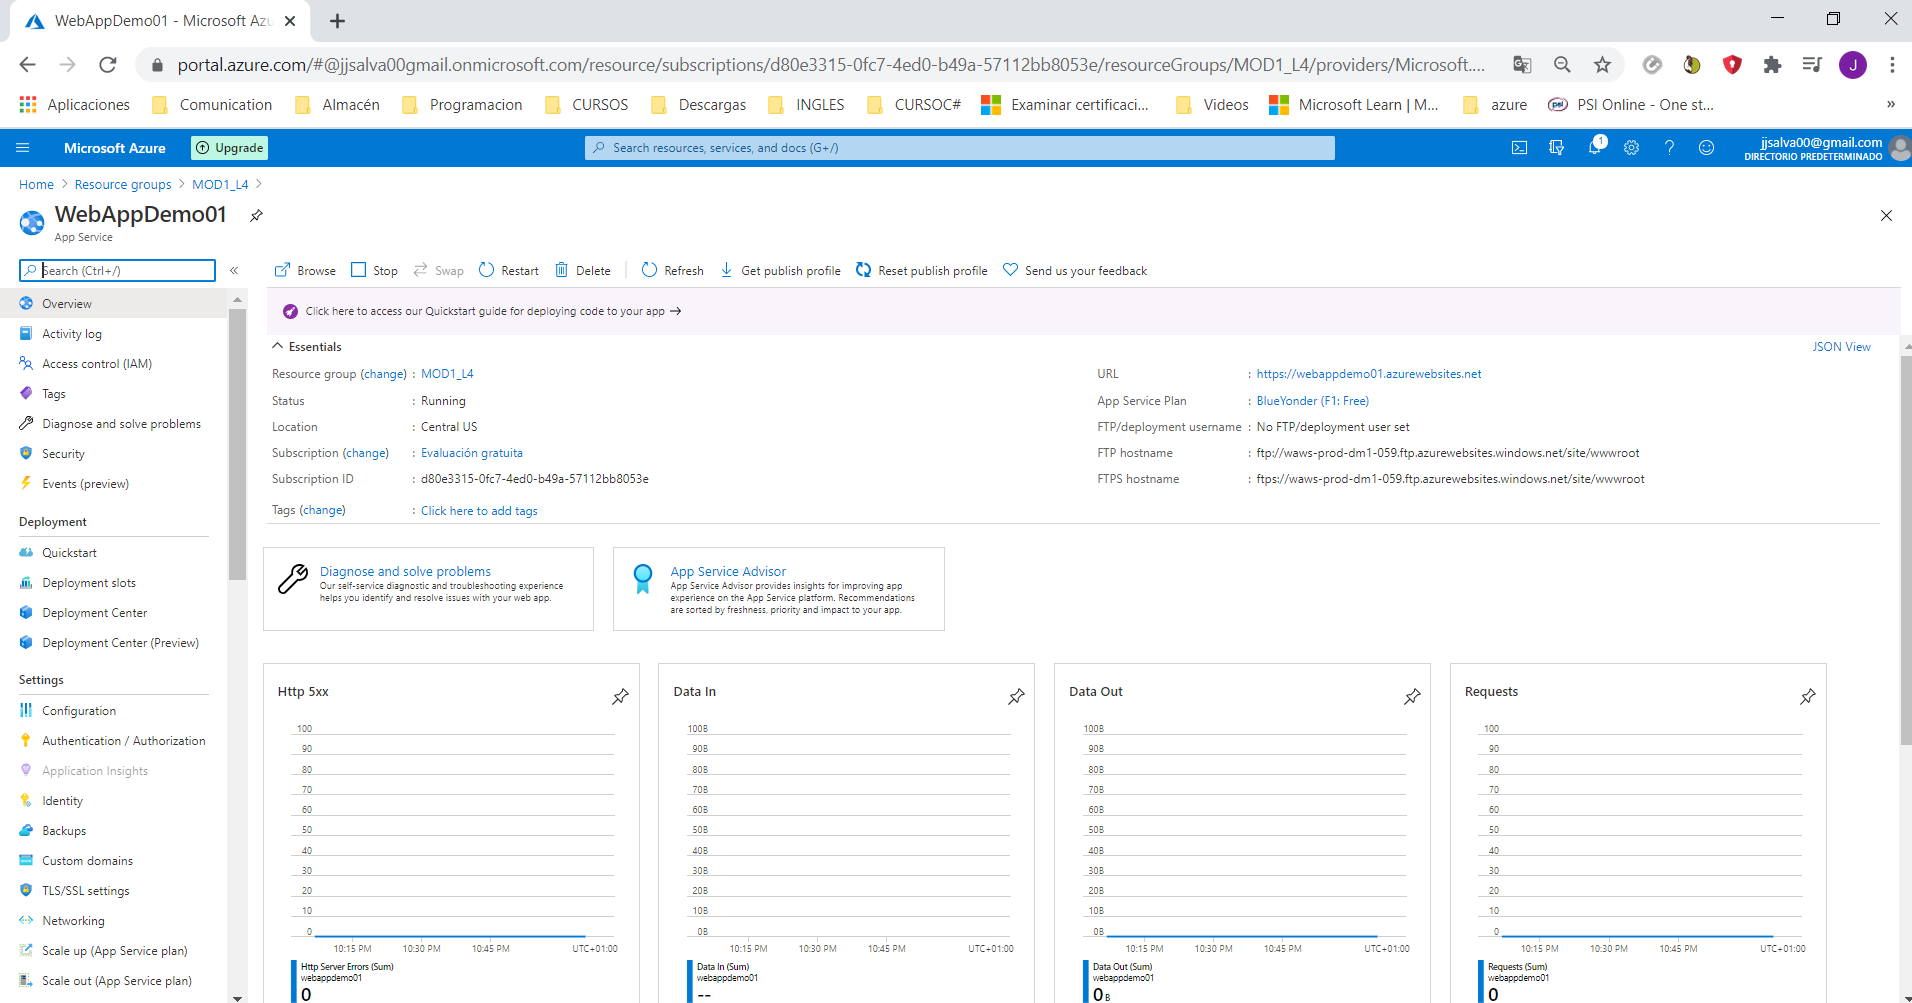 WebAppDemo01 - Microsoft Azu
portal.azure.com/#@jjsalva00gmail.onmicrosoft.com/resource/subscriptions/d80e3315-0fc7-4ed0-b49a-57112bb8053e/resourceGroups/MOD1_L4/providers/Microsoft....
J
Aplicaciones Comunication Almacén Programacion CURSOS Descargas INGLES CURSOC# Examinar certificaci... Videos Microsoft Learn | M... azure psi PSI Online - One st... »
Microsoft Azure Upgrade Search resources, services, and docs (G+/) 1 jjsalva00@gmail.com
DIRECTORIO PREDETERMINADO
Home > Resource groups > MOD1_L4 >
WebAppDemo01
App Service
Search (Ctrl+/) «
Browse Stop Swap Restart Delete Refresh Get publish profile Reset publish profile Send us your feedback
Overview
Activity log
Access control (IAM)
Tags
Diagnose and solve problems
Security
Events (preview)
Deployment
Quickstart
Deployment slots
Deployment Center
Deployment Center (Preview)
Settings
Configuration
Authentication / Authorization
Application Insights
Identity
Backups
Custom domains
TLS/SSL settings
Networking
Scale up (App Service plan)
Scale out (App Service plan)
Click here to access our Quickstart guide for deploying code to your app →
Essentials
JSON View
Resource group (change) : MOD1_L4
Status : Running
Location : Central US
Subscription (change) : Evaluación gratuita
Subscription ID : d80e3315-0fc7-4ed0-b49a-57112bb8053e
Tags (change) : Click here to add tags
URL : https://webappdemo01.azurewebsites.net
App Service Plan : BlueYonder (F1: Free)
FTP/deployment username : No FTP/deployment user set
FTP hostname : ftp://waws-prod-dm1-059.ftp.azurewebsites.windows.net/site/wwwroot
FTPS hostname : ftps://waws-prod-dm1-059.ftp.azurewebsites.windows.net/site/wwwroot
Diagnose and solve problems
Our self-service diagnostic and troubleshooting experience
helps you identify and resolve issues with your web app.
App Service Advisor
App Service Advisor provides insights for improving app
experience on the App Service platform. Recommendations
are sorted by freshness, priority and impact to your app.
Http 5xx
100
90
80
70
60
50
40
30
20
10
0
10:15 PM 10:30 PM 10:45 PM UTC+01:00
Http Server Errors (Sum)
webappdemo01
0
Data In
100B
90B
80B
70B
60B
50B
40B
30B
20B
10B
0B
10:15 PM 10:30 PM 10:45 PM UTC+01:00
Data In (Sum)
webappdemo01
--
Data Out
100B
90B
80B
70B
60B
50B
40B
30B
20B
10B
0B
10:15 PM 10:30 PM 10:45 PM UTC+01:00
Data Out (Sum)
webappdemo01
0 B
Requests
100
90
80
70
60
50
40
30
20
10
0
10:15 PM 10:30 PM 10:45 PM UTC+01:00
Requests (Sum)
webappdemo01
0